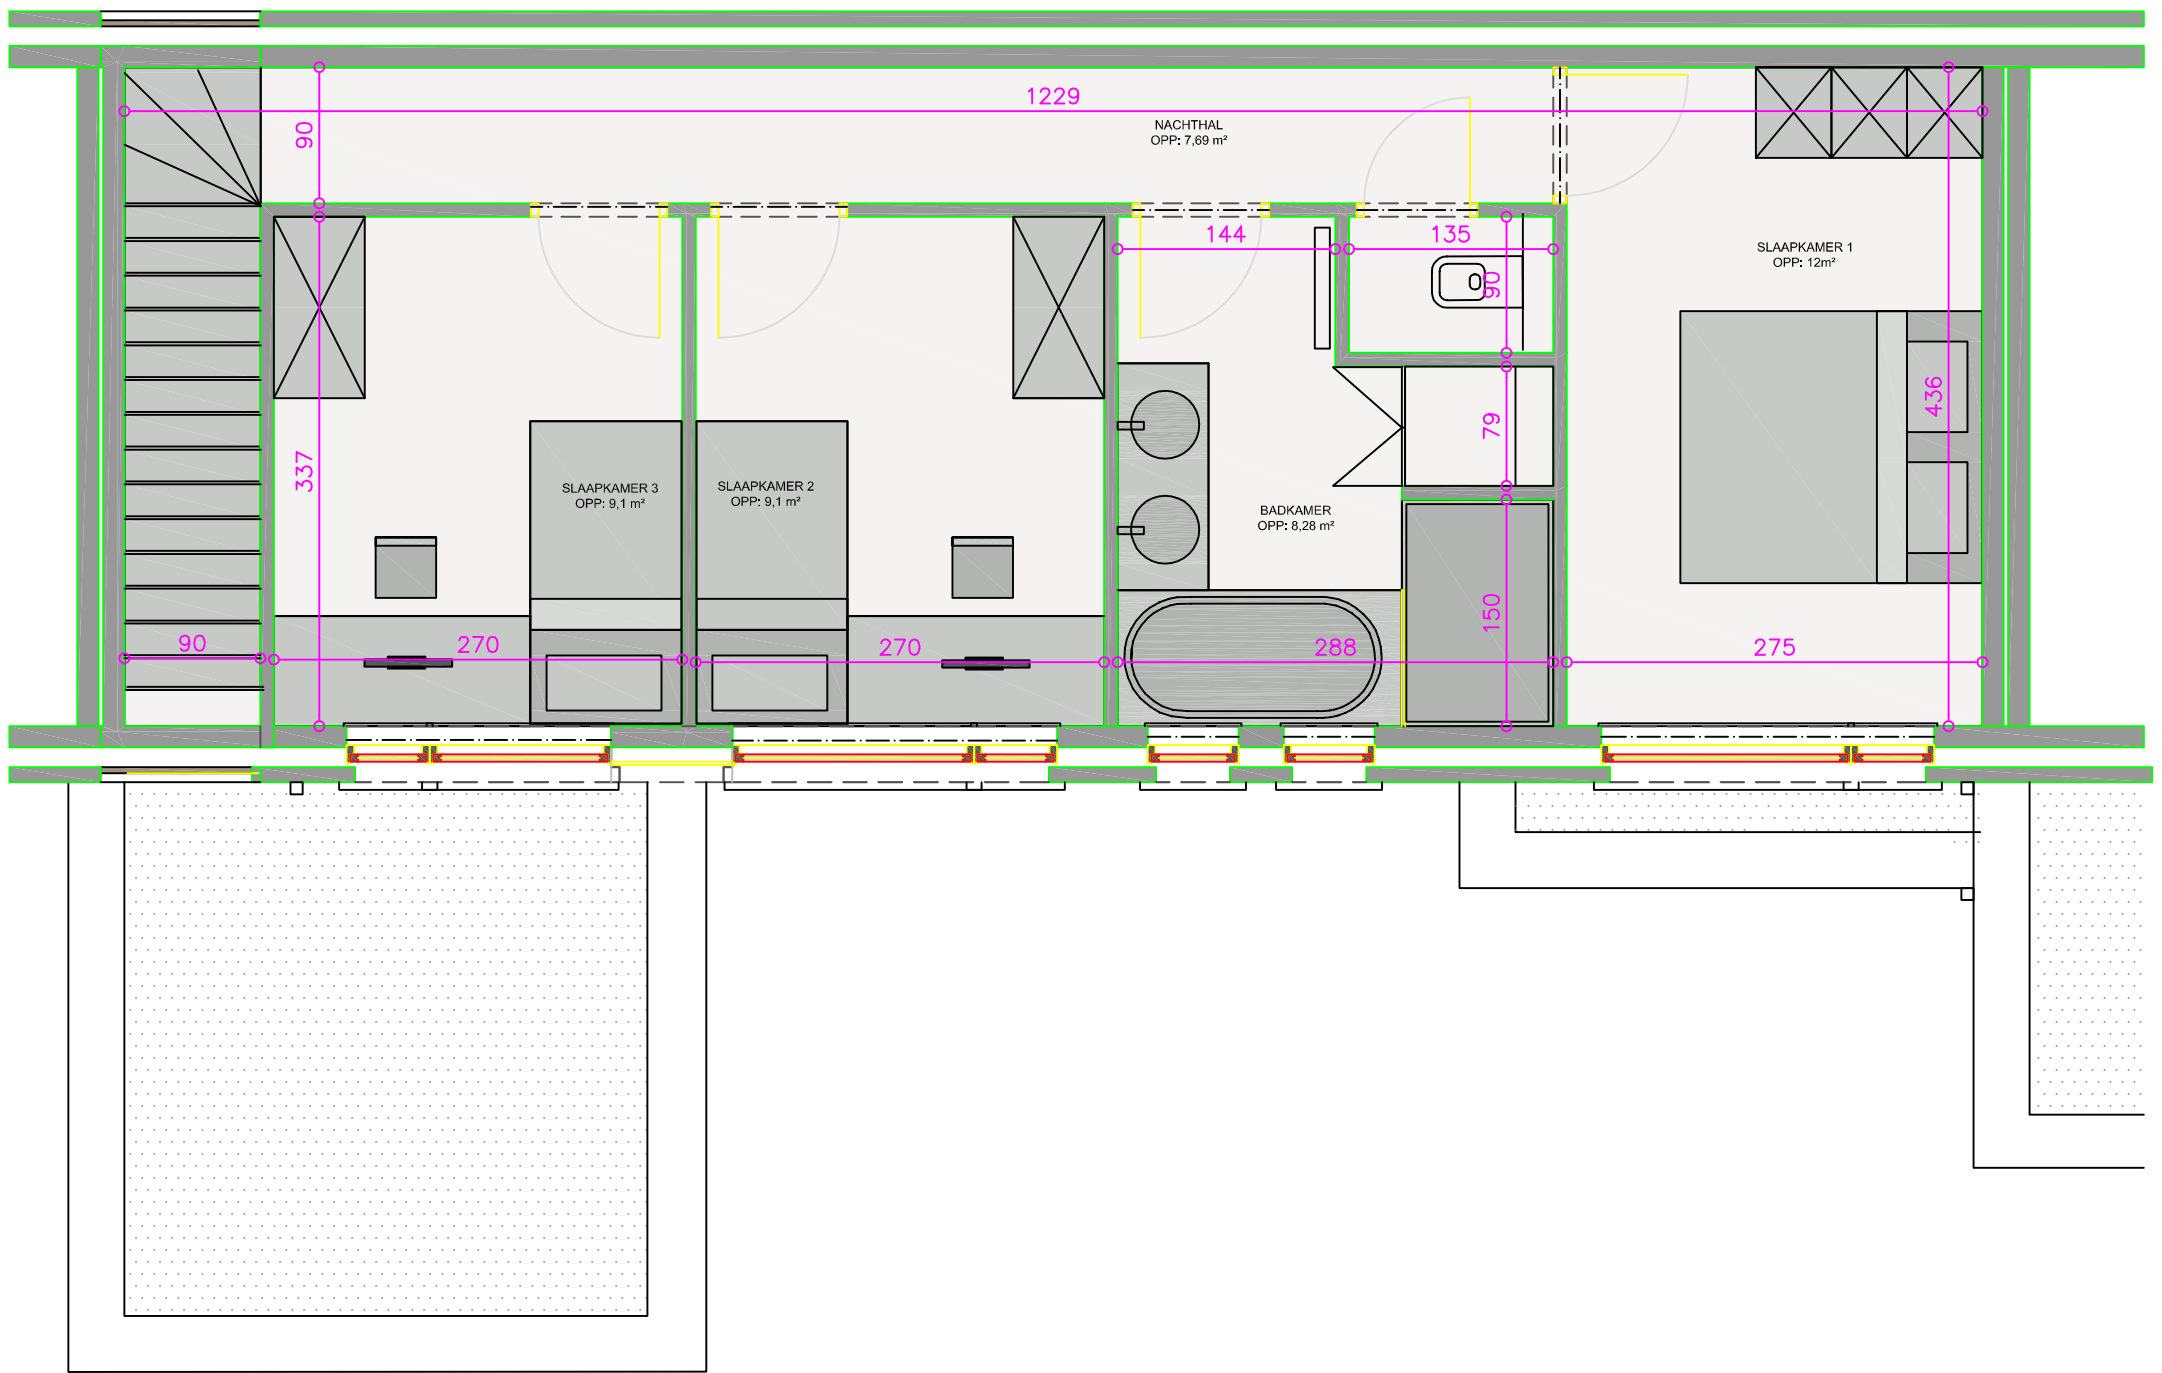 1229
90
NACHTHAL
OPP: 7,69 m²
144
135
SLAAPKAMER 1
OPP: 12m²
90
436
79
337
SLAAPKAMER 3
OPP: 9,1 m²
SLAAPKAMER 2
OPP: 9,1 m²
BADKAMER
OPP: 8,28 m²
150
90
270
270
288
275